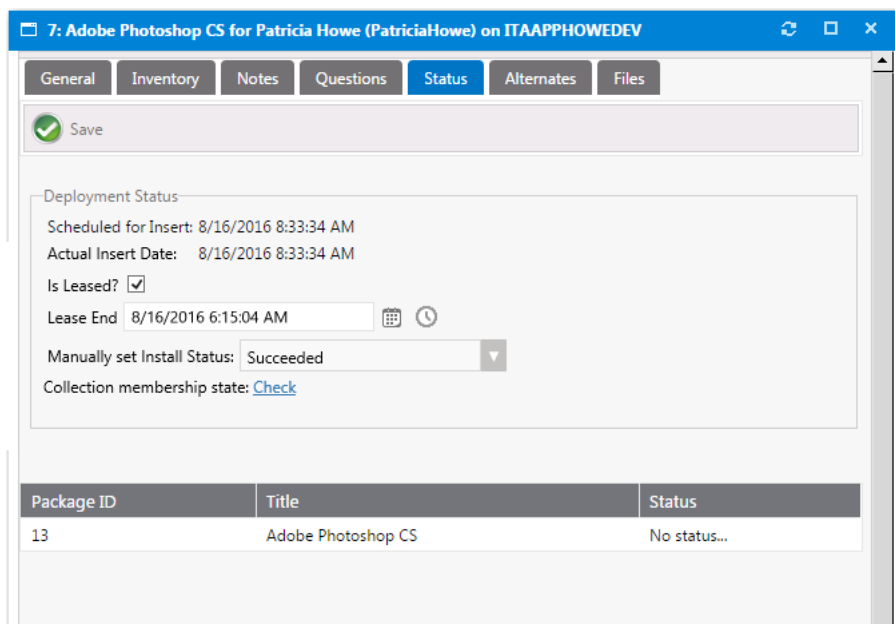 7: Adobe Photoshop CS for Patricia Howe (PatriciaHowe) on ITAAPPHOWEDEV
General Inventory Notes Questions Status Alternates Files
Save
Deployment Status
Scheduled for Insert: 8/16/2016 8:33:34 AM
Actual Insert Date: 8/16/2016 8:33:34 AM
Is Leased?
Lease End 8/16/2016 6:15:04 AM
Manually set Install Status: Succeeded
Collection membership state: Check
Package ID Title Status
13 Adobe Photoshop CS No status...